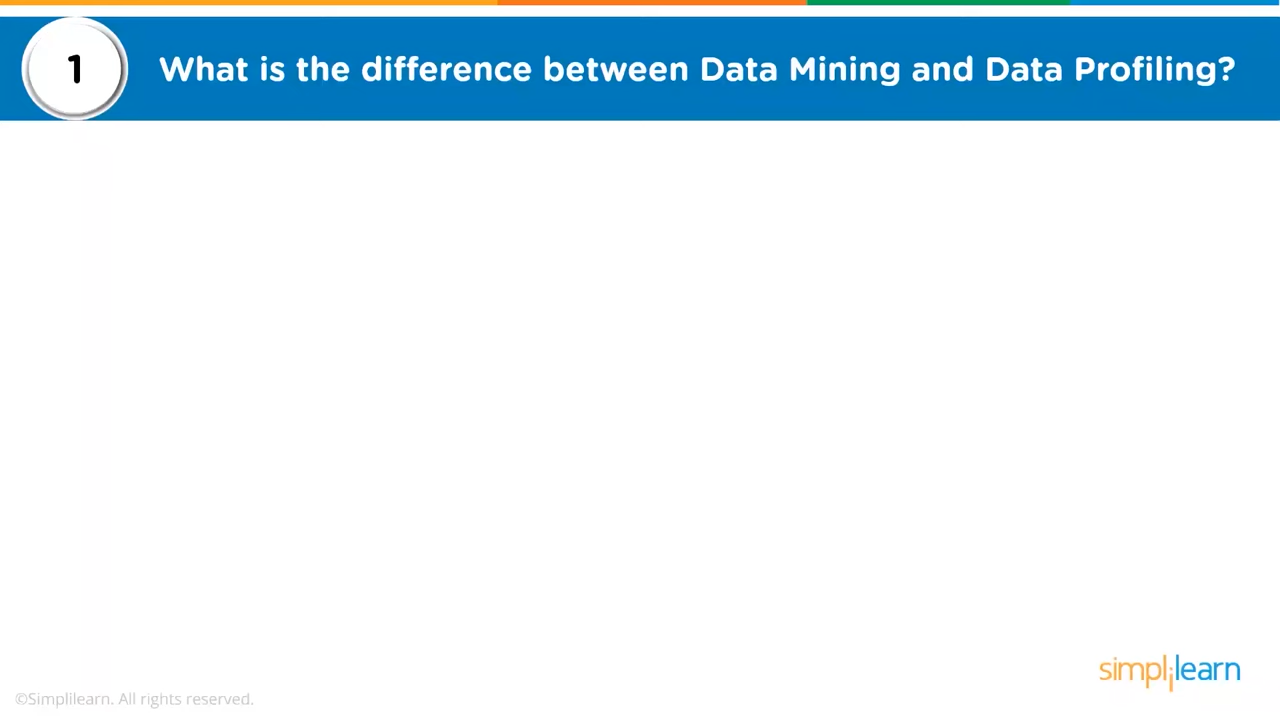 1
What is the difference between Data Mining and Data Profiling?
simplilearn
©Simplilearn. All rights reserved.